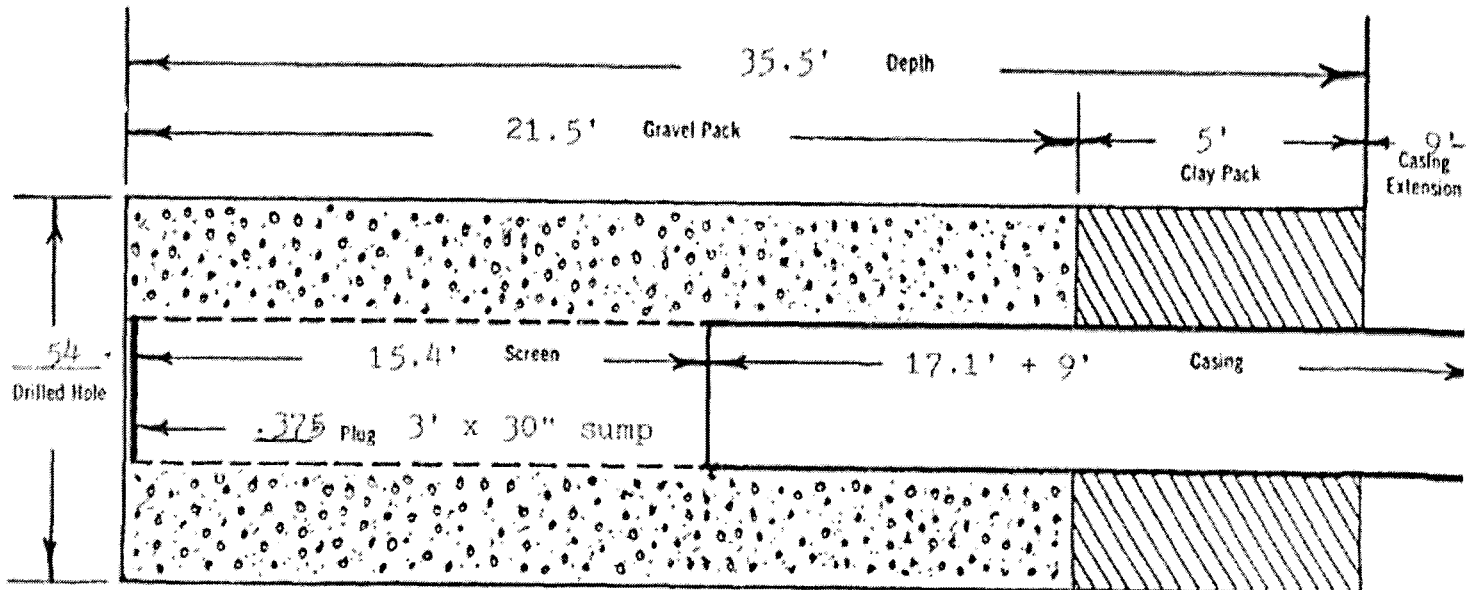 35.5' Depth
21.5' Gravel Pack
5'
Clay Pack
9'
Casing
Extension
54
Drilled Hole
15.4' Screen
17.1' + 9' Casing
.375 Plug 3' x 30" sump